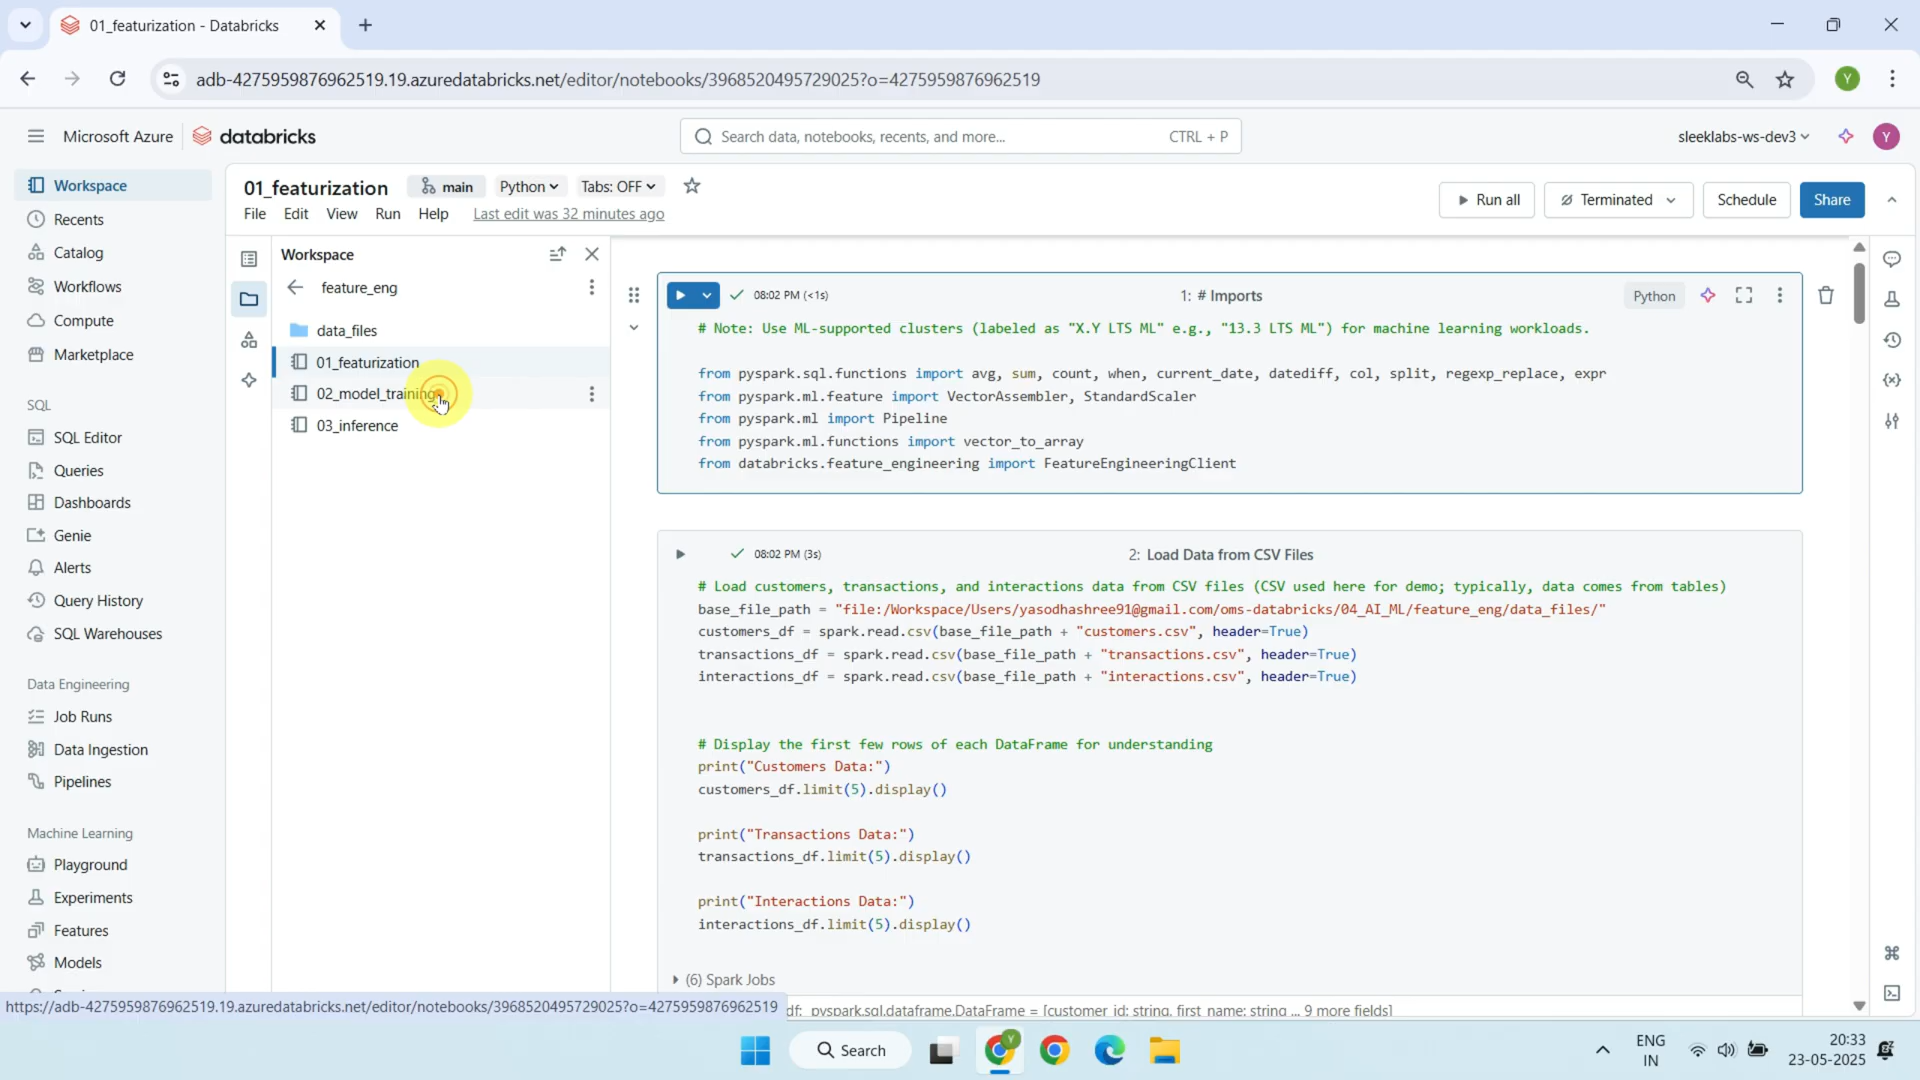 01_featurization - Databricks
adb-4275959876962519.19.azuredatabricks.net/editor/notebooks/3968520495729025?o=4275959876962519
Y
Microsoft Azure
databricks
Search data, notebooks, recents, and more...
CTRL + P
sleeklabs-ws-dev3
Y
Workspace
Recents
Catalog
Workflows
Compute
Marketplace
SQL
SQL Editor
Queries
Dashboards
Genie
Alerts
Query History
SQL Warehouses
Data Engineering
Job Runs
Data Ingestion
Pipelines
Machine Learning
Playground
Experiments
Features
Models
01_featurization
main
Python
Tabs: OFF
File Edit View Run Help
Last edit was 32 minutes ago
Run all
Terminated
Schedule
Share
Workspace
feature_eng
data_files
01_featurization
02_model_training
03_inference
08:02 PM (<1s)
1: # Imports
Python
# Note: Use ML-supported clusters (labeled as "X.Y LTS ML" e.g., "13.3 LTS ML") for machine learning workloads.
from pyspark.sql.functions import avg, sum, count, when, current_date, datediff, col, split, regexp_replace, expr
from pyspark.ml.feature import VectorAssembler, StandardScaler
from pyspark.ml import Pipeline
from pyspark.ml.functions import vector_to_array
from databricks.feature_engineering import FeatureEngineeringClient
08:02 PM (3s)
2: Load Data from CSV Files
# Load customers, transactions, and interactions data from CSV files (CSV used here for demo; typically, data comes from tables)
base_file_path = "file:/Workspace/Users/yasodhashree91@gmail.com/oms-databricks/04_AI_ML/feature_eng/data_files/"
customers_df = spark.read.csv(base_file_path + "customers.csv", header=True)
transactions_df = spark.read.csv(base_file_path + "transactions.csv", header=True)
interactions_df = spark.read.csv(base_file_path + "interactions.csv", header=True)
# Display the first few rows of each DataFrame for understanding
print("Customers Data:")
customers_df.limit(5).display()
print("Transactions Data:")
transactions_df.limit(5).display()
print("Interactions Data:")
interactions_df.limit(5).display()
(6) Spark Jobs
df: pyspark.sql.dataframe.DataFrame = [customer_id: string, first_name: string ... 9 more fields]
https://adb-4275959876962519.19.azuredatabricks.net/editor/notebooks/3968520495729025?o=4275959876962519
Search
Y
ENG
IN
20:33
23-05-2025